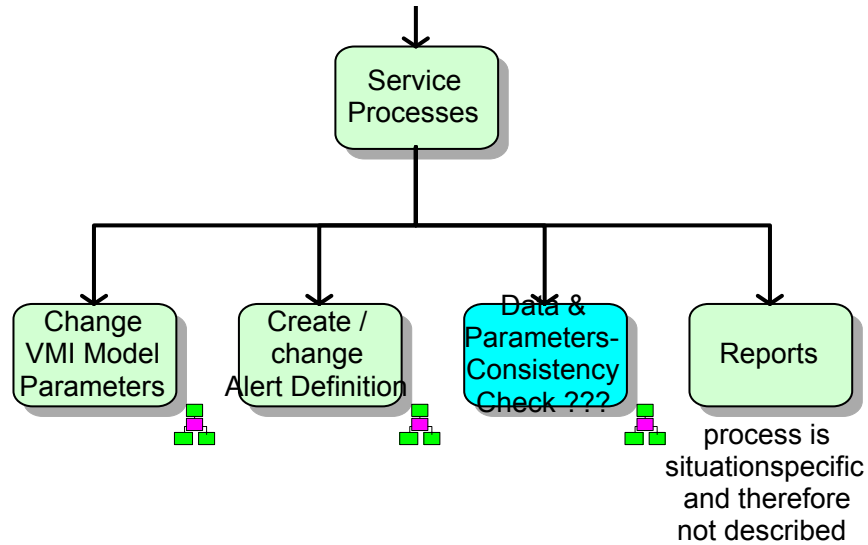 Service
Processes
Change
VMI Model
Parameters
Create /
change
Alert Definition
Data &
Parameters-
Consistency
Check ???
Reports
process is
situationspecific
and therefore
not described